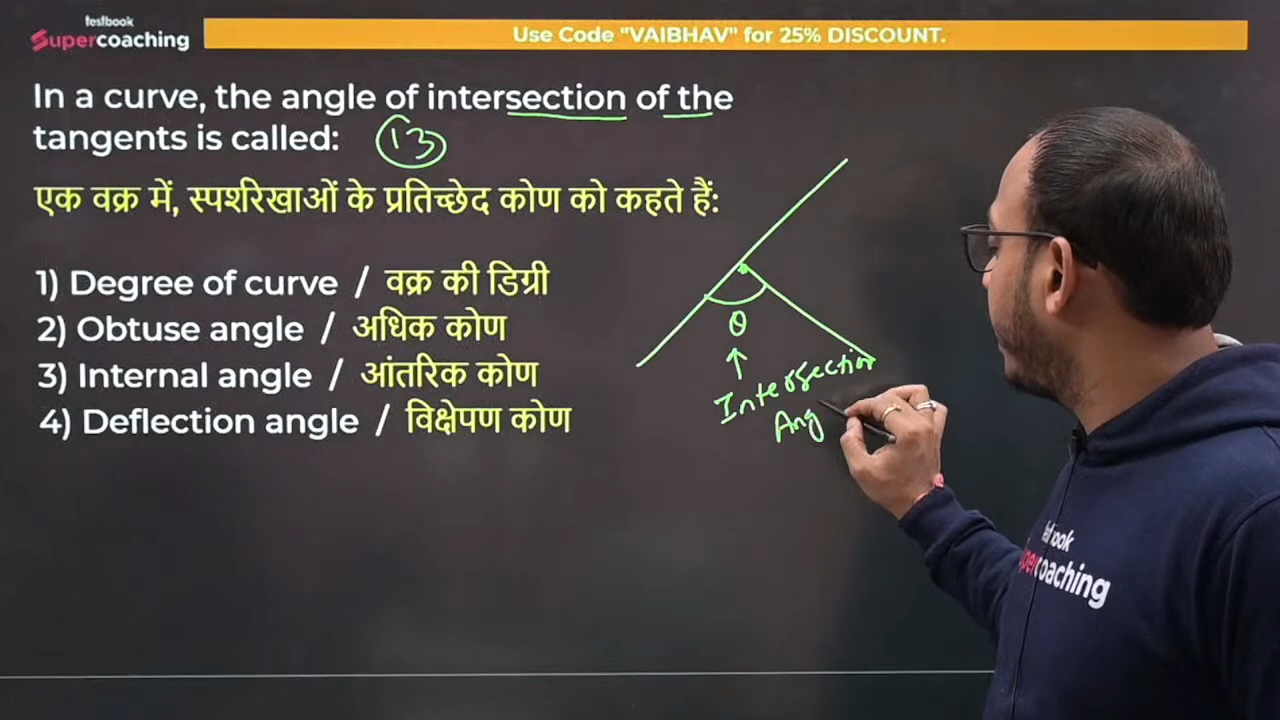 testbook
Supercoaching
Use Code "VAIBHAV" for 25% DISCOUNT.
In a curve, the angle of intersection of the
tangents is called:
13
एक वक्र में, स्पर्शरेखाओं के प्रतिच्छेद कोण को कहते हैं:
1) Degree of curve / वक्र की डिग्री
2) Obtuse angle / अधिक कोण
3) Internal angle / आंतरिक कोण
4) Deflection angle / विक्षेपण कोण
θ
Intersection
Ang
coaching